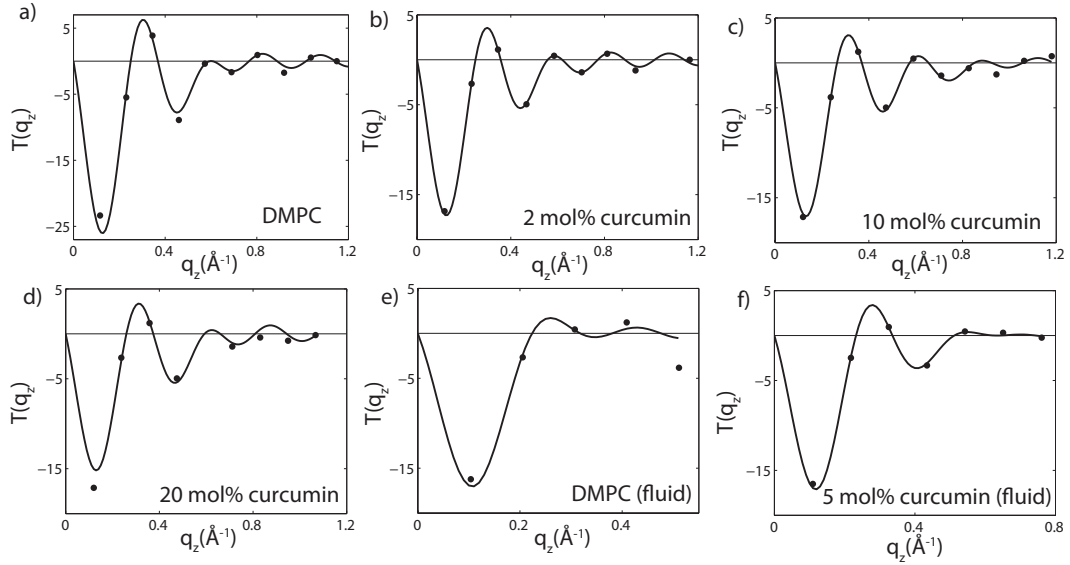 a)
5
−5
−15
−25
T(q_z)
0
0.4
0.8
1.2
q_z(Å⁻¹)
DMPC
b)
5
−5
−15
T(q_z)
0
0.4
0.8
1.2
q_z(Å⁻¹)
2 mol% curcumin
c)
5
−5
−15
T(q_z)
0
0.4
0.8
1.2
q_z(Å⁻¹)
10 mol% curcumin
d)
5
−5
−15
T(q_z)
0
0.4
0.8
1.2
q_z(Å⁻¹)
20 mol% curcumin
e)
5
−5
−15
T(q_z)
0
0.2
0.4
q_z(Å⁻¹)
DMPC (fluid)
f)
5
−5
−15
T(q_z)
0
0.4
0.8
q_z(Å⁻¹)
5 mol% curcumin (fluid)